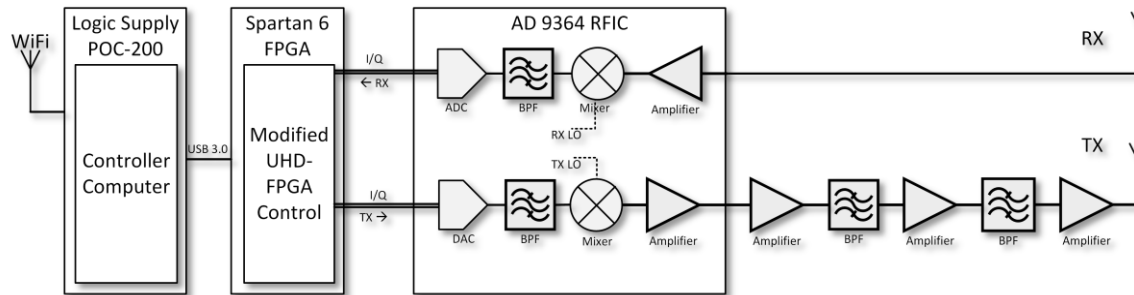 WiFi
Logic Supply
POC-200
Controller
Computer
USB 3.0
Spartan 6
FPGA
Modified
UHD-
FPGA
Control
I/Q
← RX
I/Q
TX →
AD 9364 RFIC
ADC
BPF
Mixer
Amplifier
RX LO
TX LO
DAC
BPF
Mixer
Amplifier
Amplifier
BPF
Amplifier
BPF
Amplifier
RX
TX